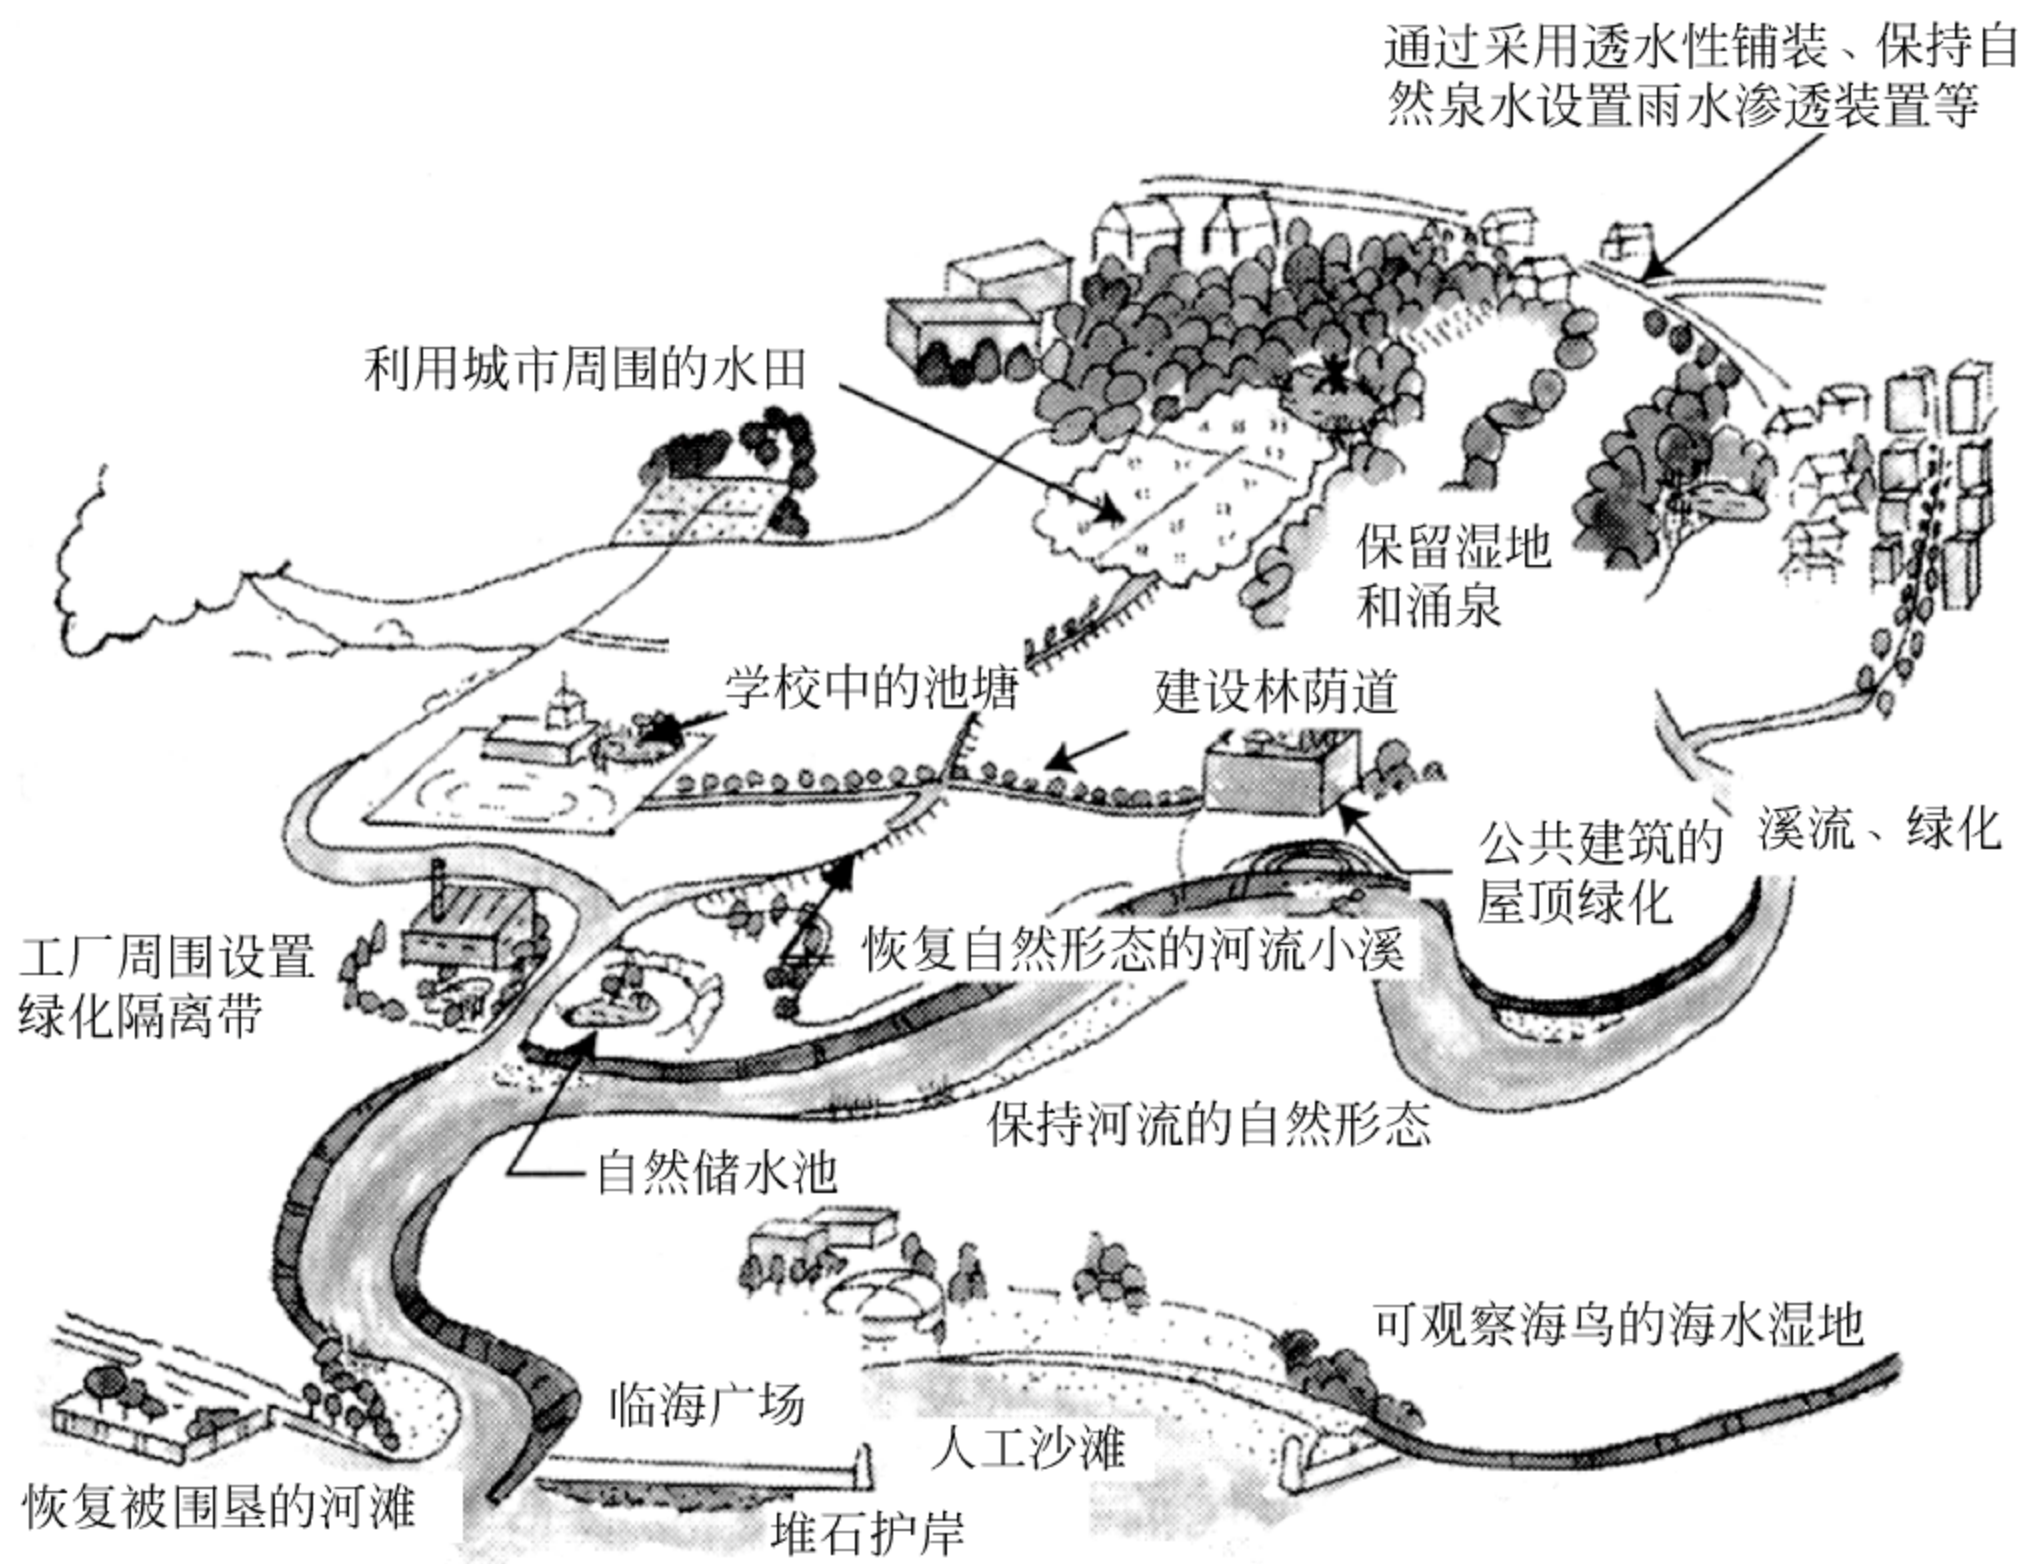 通过采用透水性铺装、保持自
然泉水设置雨水渗透装置等
利用城市周围的水田
保留湿地
和涌泉
学校中的池塘
建设林荫道
公共建筑的
屋顶绿化
溪流、绿化
工厂周围设置
绿化隔离带
恢复自然形态的河流小溪
保持河流的自然形态
自然储水池
可观察海鸟的海水湿地
临海广场
人工沙滩
恢复被围垦的河滩
堆石护岸